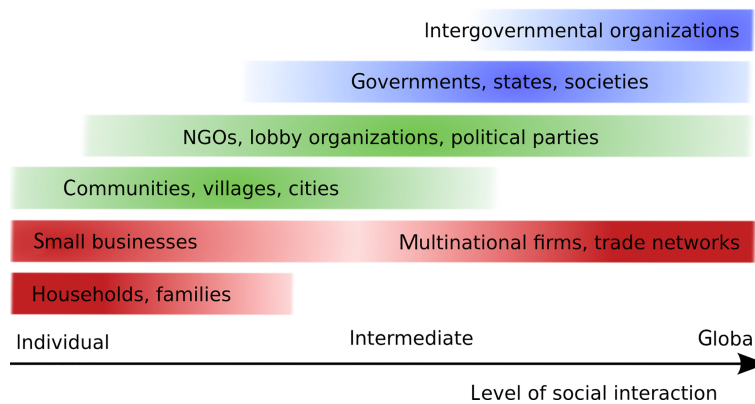 Intergovernmental organizations
Governments, states, societies
NGOs, lobby organizations, political parties
Communities, villages, cities
Small businesses
Multinational firms, trade networks
Households, families
Individual
Intermediate
Globa
Level of social interaction